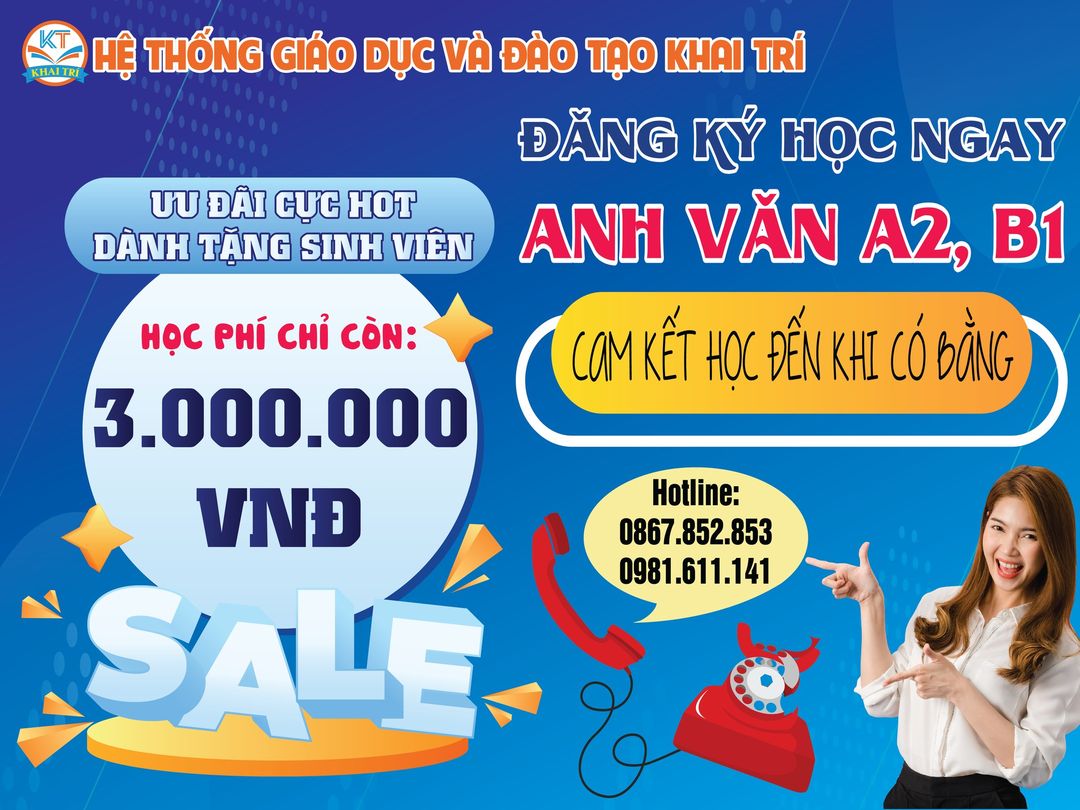 KT
KHAI TRÍ
HỆ THỐNG GIÁO DỤC VÀ ĐÀO TẠO KHAI TRÍ
ĐĂNG KÝ HỌC NGAY
ANH VĂN A2, B1
ƯU ĐÃI CỰC HOT
DÀNH TẶNG SINH VIÊN
HỌC PHÍ CHỈ CÒN:
3.000.000
VNĐ
SALE
CAM KẾT HỌC ĐẾN KHI CÓ BẰNG
Hotline:
0867.852.853
0981.611.141